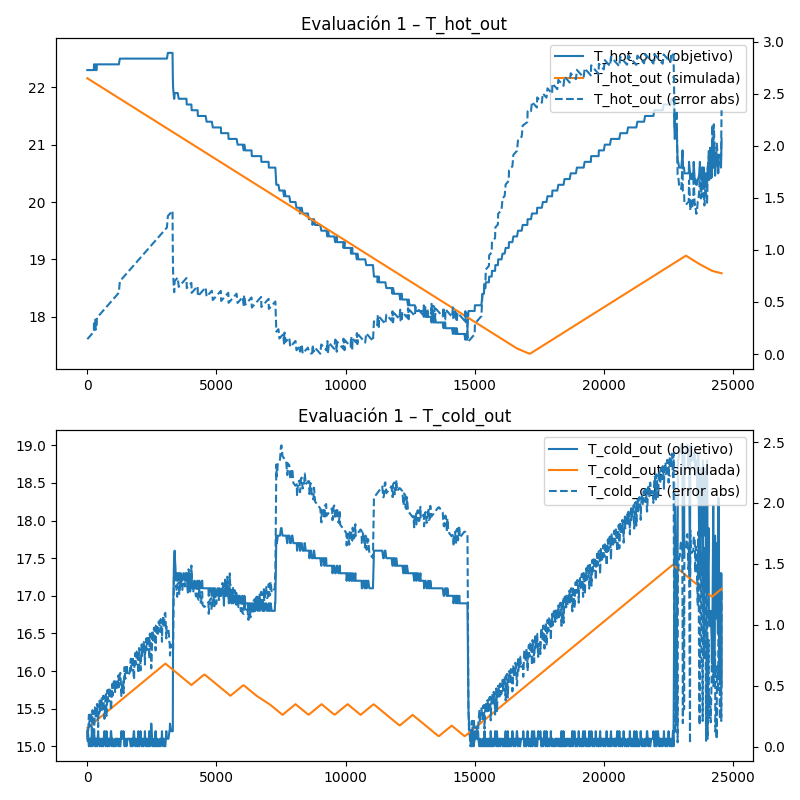 Evaluación 1 – T_hot_out
T_hot_out (objetivo)
T_hot_out (simulada)
T_hot_out (error abs)
22
21
20
19
18
3.0
2.5
2.0
1.5
1.0
0.5
0.0
0 5000 10000 15000 20000 25000
Evaluación 1 – T_cold_out
T_cold_out (objetivo)
T_cold_out (simulada)
T_cold_out (error abs)
19.0
18.5
18.0
17.5
17.0
16.5
16.0
15.5
15.0
2.5
2.0
1.5
1.0
0.5
0.0
0 5000 10000 15000 20000 25000